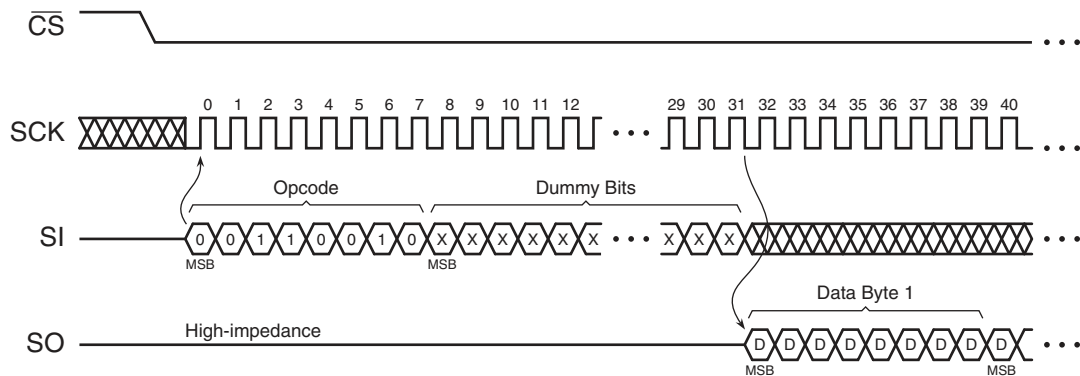 CS
SCK
0 1 2 3 4 5 6 7 8 9 10 11 12 29 30 31 32 33 34 35 36 37 38 39 40
Opcode Dummy Bits
SI
0 0 1 1 0 0 1 0 X X X X X X X X X
MSB MSB
Data Byte 1
SO
High-impedance
D D D D D D D D D
MSB MSB